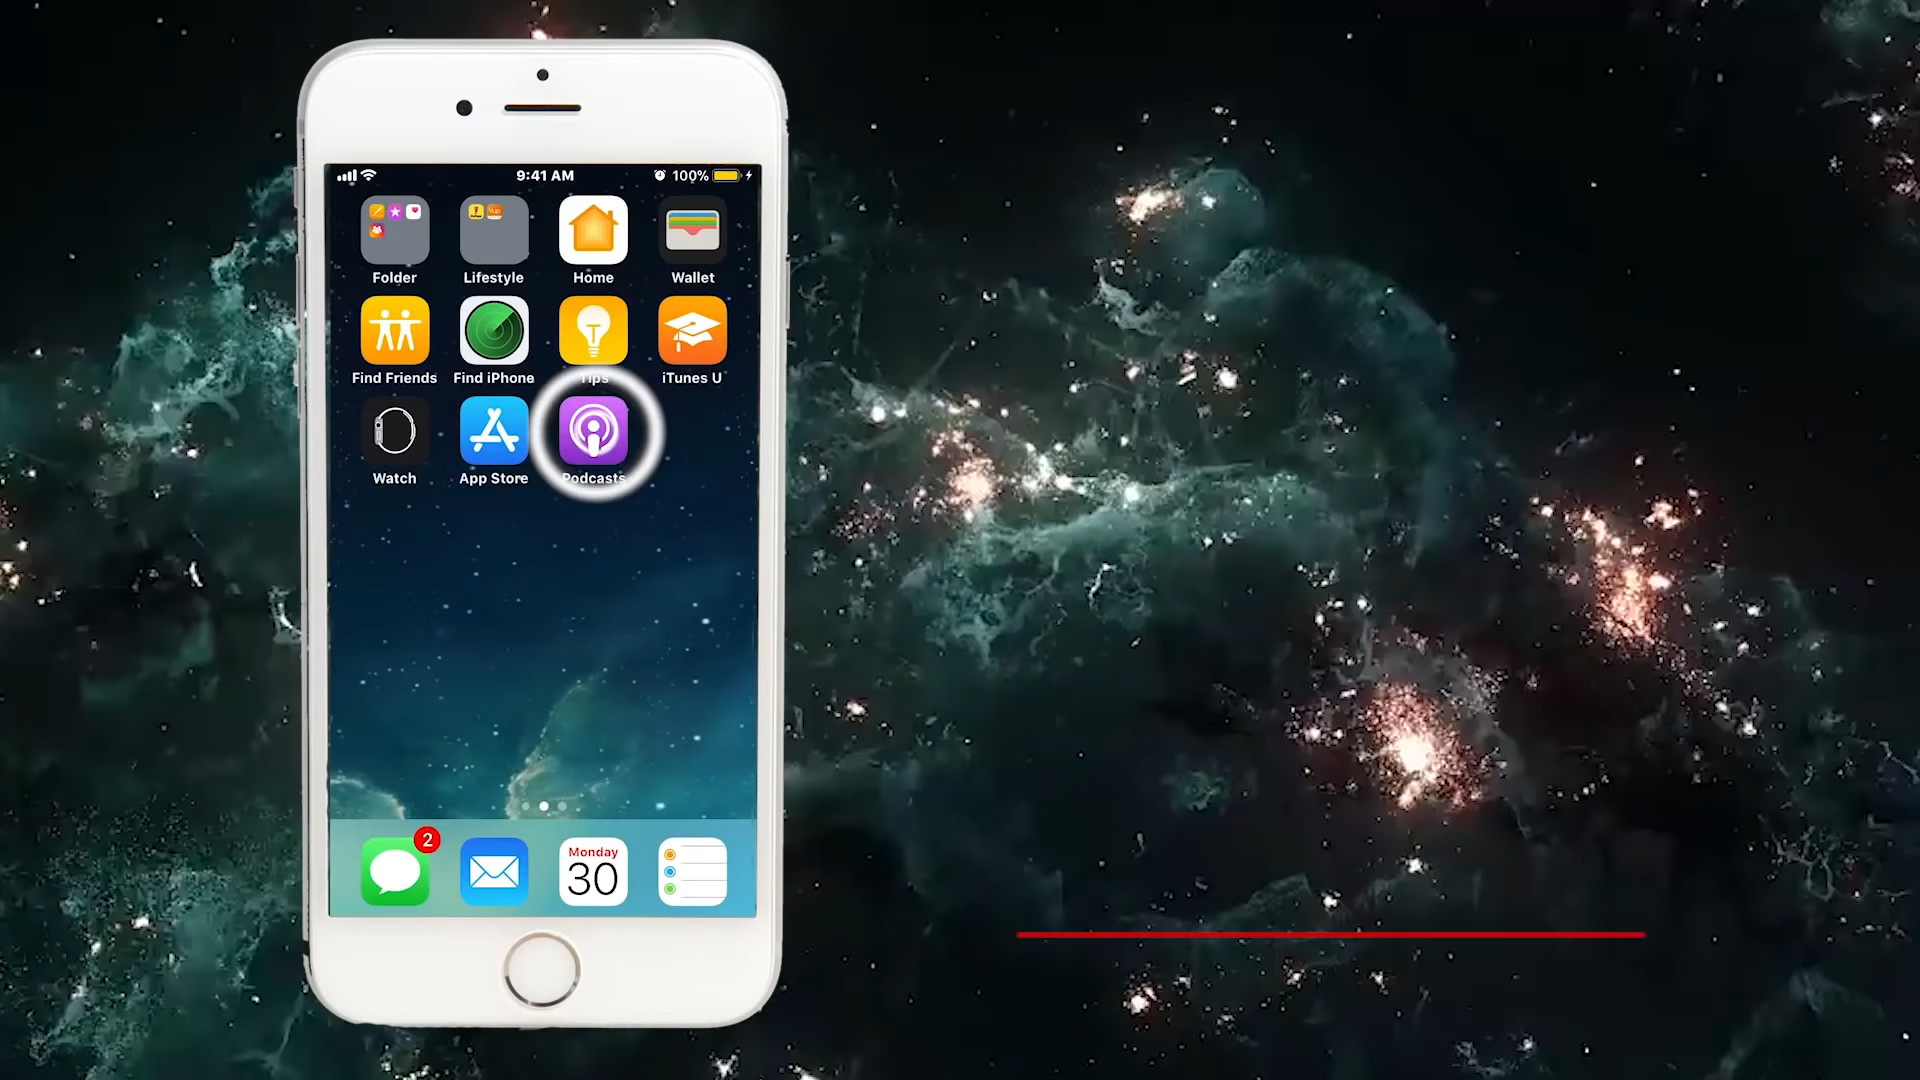 9:41 AM
100%
Folder
Lifestyle
Home
Wallet
Find Friends
Find iPhone
Tips
iTunes U
Watch
App Store
Podcasts
2
Monday
30